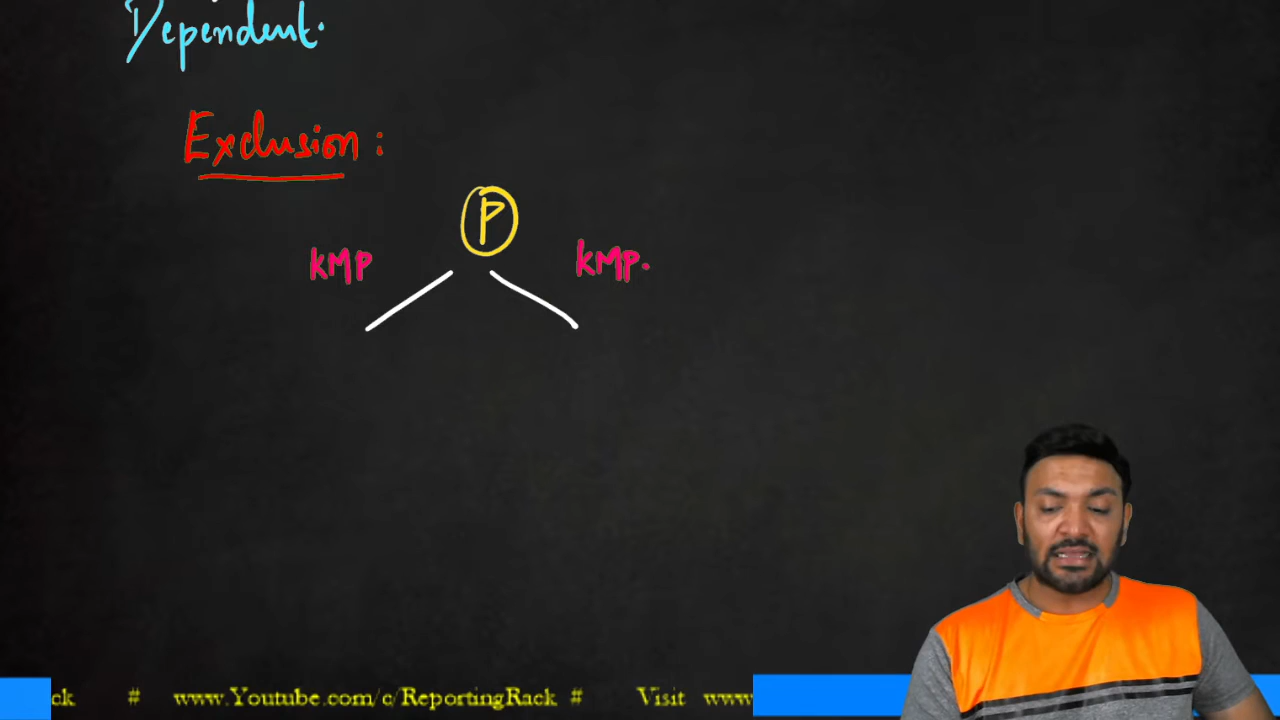 Dependent.
Exclusion :
P
KMP KMP.
ck # www.Youtube.com/c/ReportingRack # Visit www